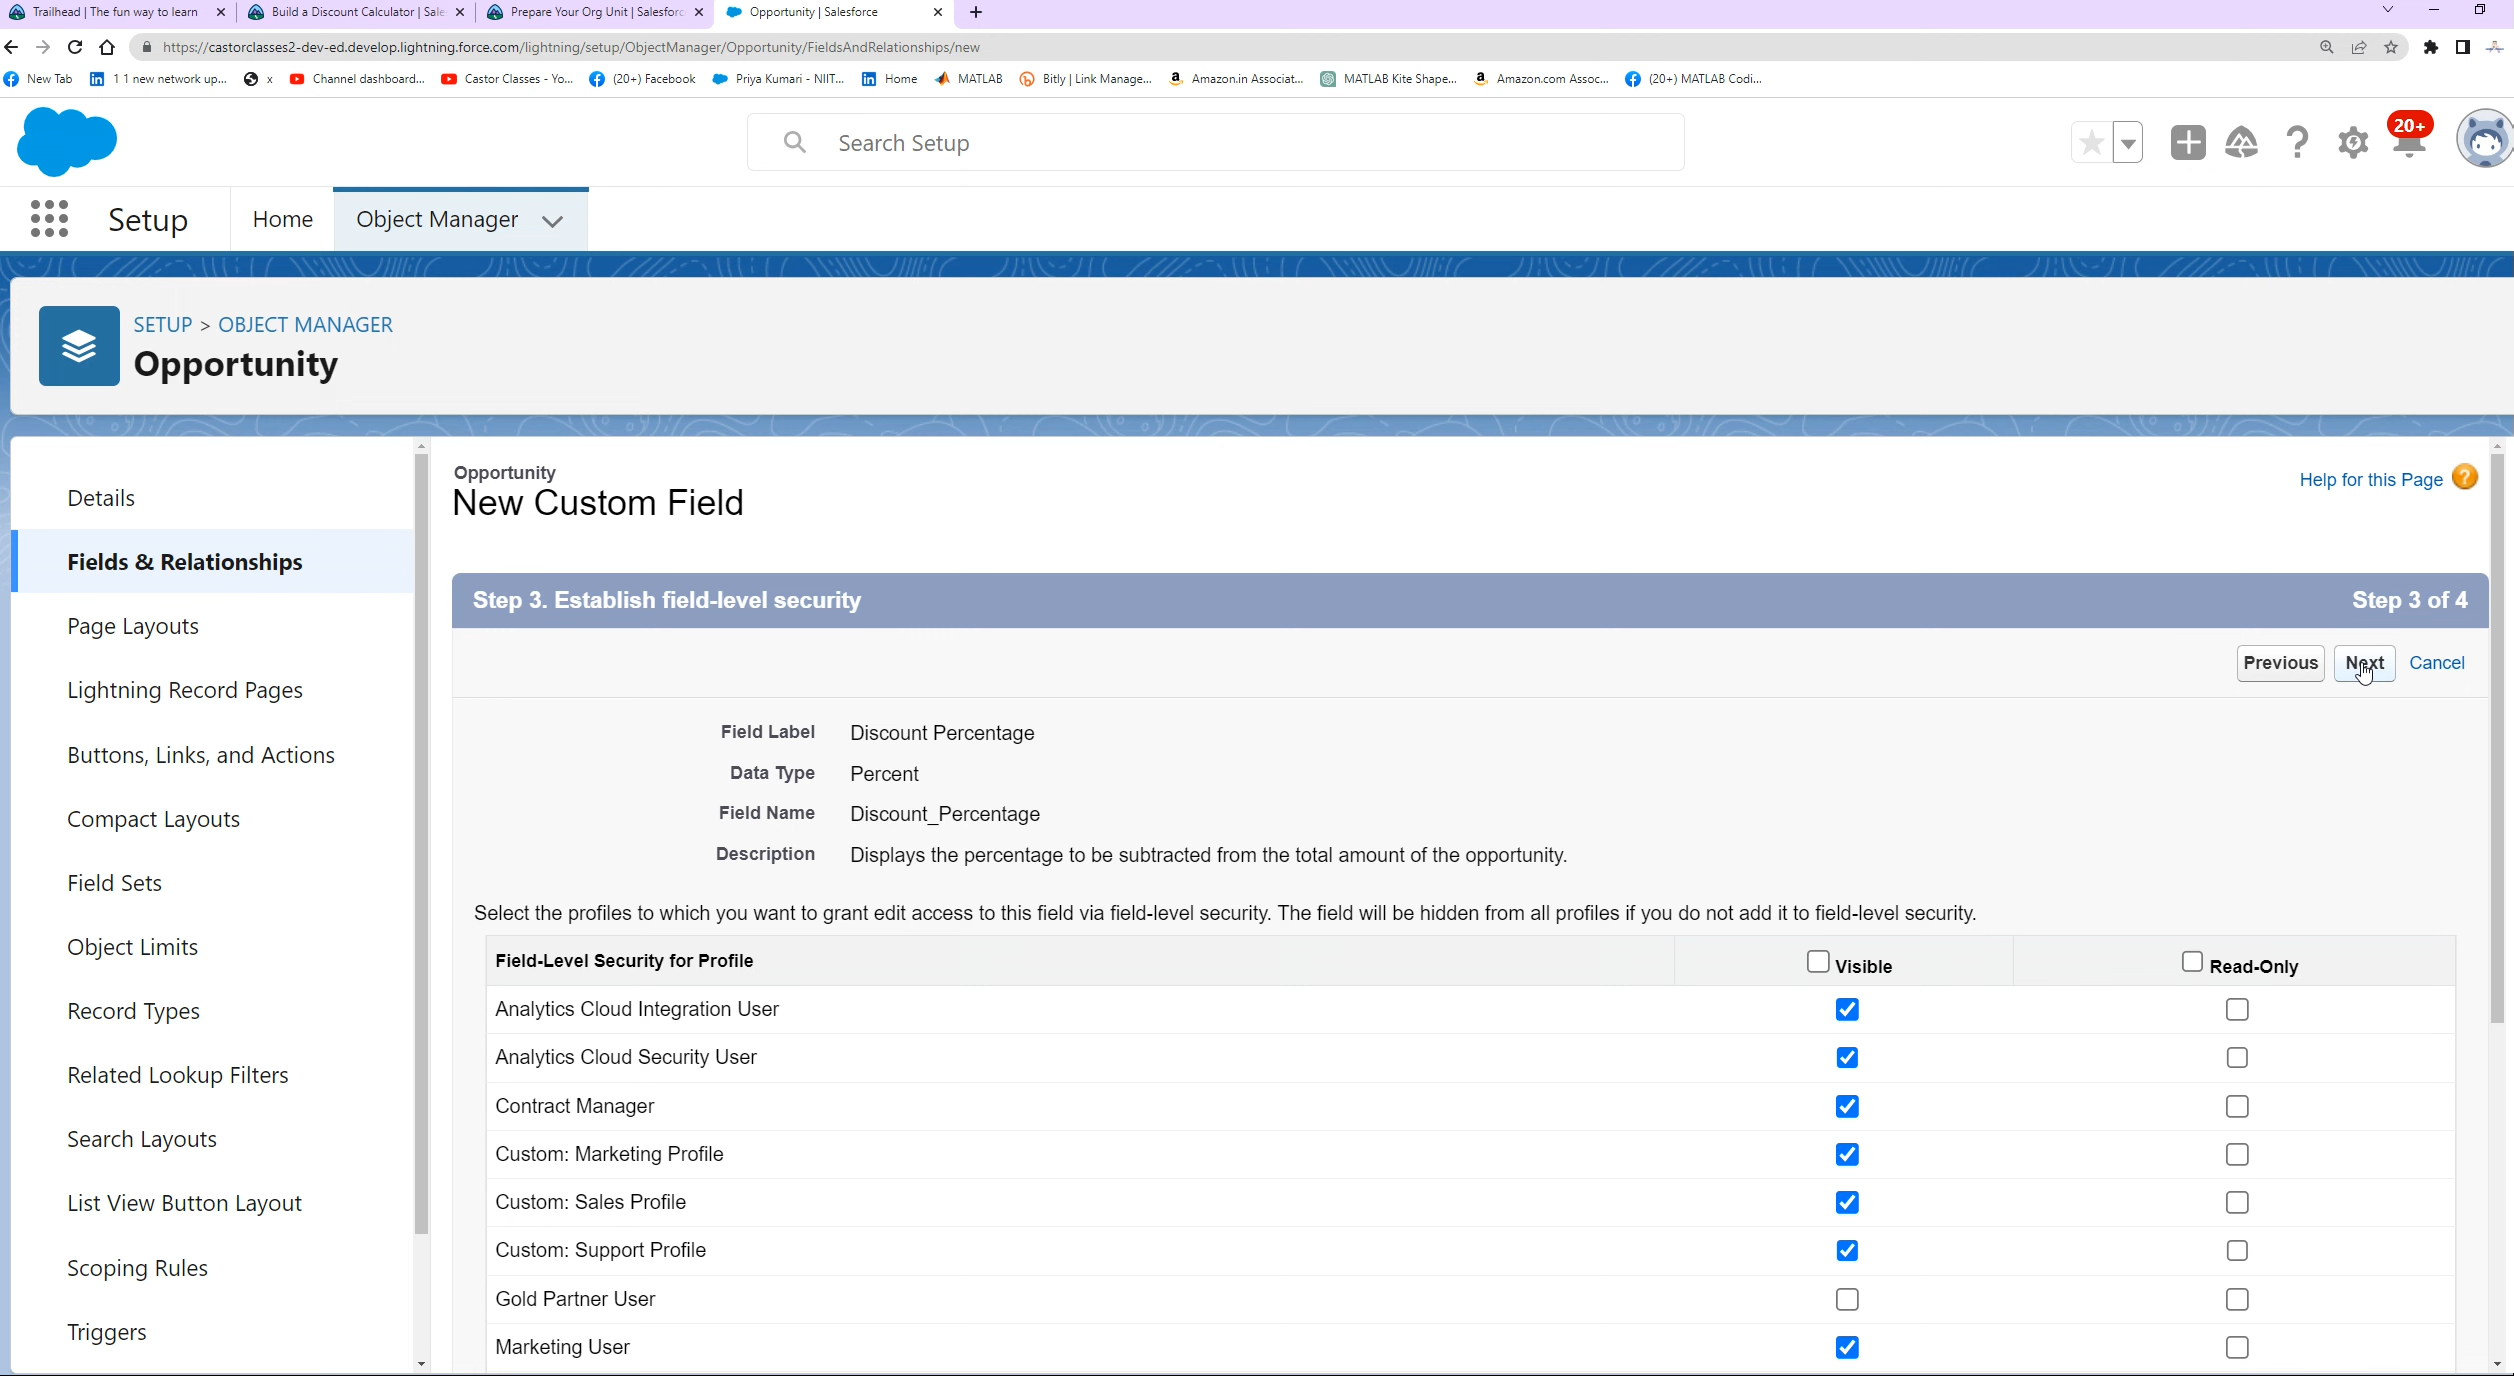 Trailhead | The fun way to learn
Build a Discount Calculator | Sale
Prepare Your Org Unit | Salesforc
Opportunity | Salesforce
https://castorclasses2-dev-ed.develop.lightning.force.com/lightning/setup/ObjectManager/Opportunity/FieldsAndRelationships/new
New Tab
1 1 new network up...
x
Channel dashboard...
Castor Classes - Yo...
(20+) Facebook
Priya Kumari - NIIT...
Home
MATLAB
Bitly | Link Manage...
Amazon.in Associat...
MATLAB Kite Shape...
Amazon.com Assoc...
(20+) MATLAB Codi...
Search Setup
20+
Setup
Home
Object Manager
SETUP > OBJECT MANAGER
Opportunity
Details
Fields & Relationships
Page Layouts
Lightning Record Pages
Buttons, Links, and Actions
Compact Layouts
Field Sets
Object Limits
Record Types
Related Lookup Filters
Search Layouts
List View Button Layout
Scoping Rules
Triggers
Opportunity
New Custom Field
Help for this Page
Step 3. Establish field-level security
Step 3 of 4
Previous
Next
Cancel
Field Label Discount Percentage
Data Type Percent
Field Name Discount_Percentage
Description Displays the percentage to be subtracted from the total amount of the opportunity.
Select the profiles to which you want to grant edit access to this field via field-level security. The field will be hidden from all profiles if you do not add it to field-level security.
Field-Level Security for Profile Visible Read-Only
Analytics Cloud Integration User
Analytics Cloud Security User
Contract Manager
Custom: Marketing Profile
Custom: Sales Profile
Custom: Support Profile
Gold Partner User
Marketing User